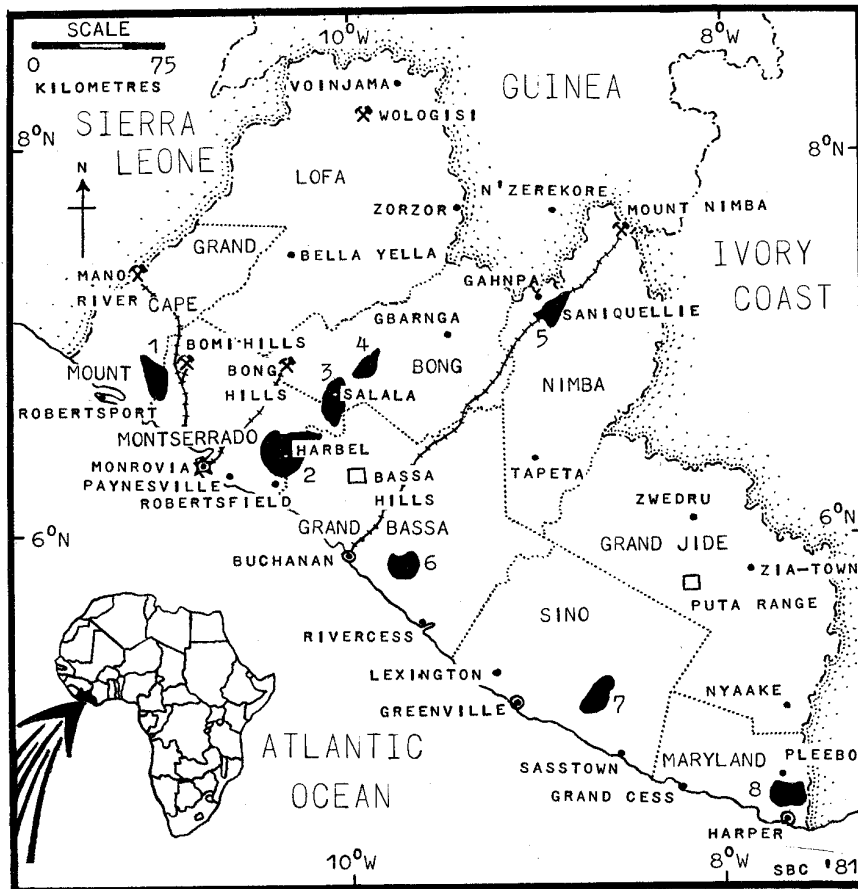 SCALE
0 75
KILOMETRES
10°W
8°W
VOINJAMA
GUINEA
WOLOGISI
SIERRA
LEONE
8°N
8°N
N
LOFA
N'ZEREKORE
ZORZOR
MOUNT NIMBA
GRAND
BELLA YELLA
IVORY
COAST
MANO
RIVER
CAPE
GAHNPA
SANIQUELLIE
5
GBARNGA
1
BOMI HILLS
4
BONG
MOUNT
BONG
HILLS
3
SALALA
NIMBA
ROBERTSPORT
MONTSERRADO
HARBEL
MONROVIA
2
BASSA
HILLS
TAPETA
PAYNESVILLE
ROBERTSFIELD
ZWEDRU
6°N
GRAND
BASSA
6°N
GRAND JIDE
BUCHANAN
6
ZIA-TOWN
PUTA RANGE
SINO
RIVERCESS
LEXINGTON
7
NYAAKE
GREENVILLE
ATLANTIC
OCEAN
SASSTOWN
MARYLAND
PLEEBO
GRAND CESS
8
HARPER
10°W
8°W
SBC '81